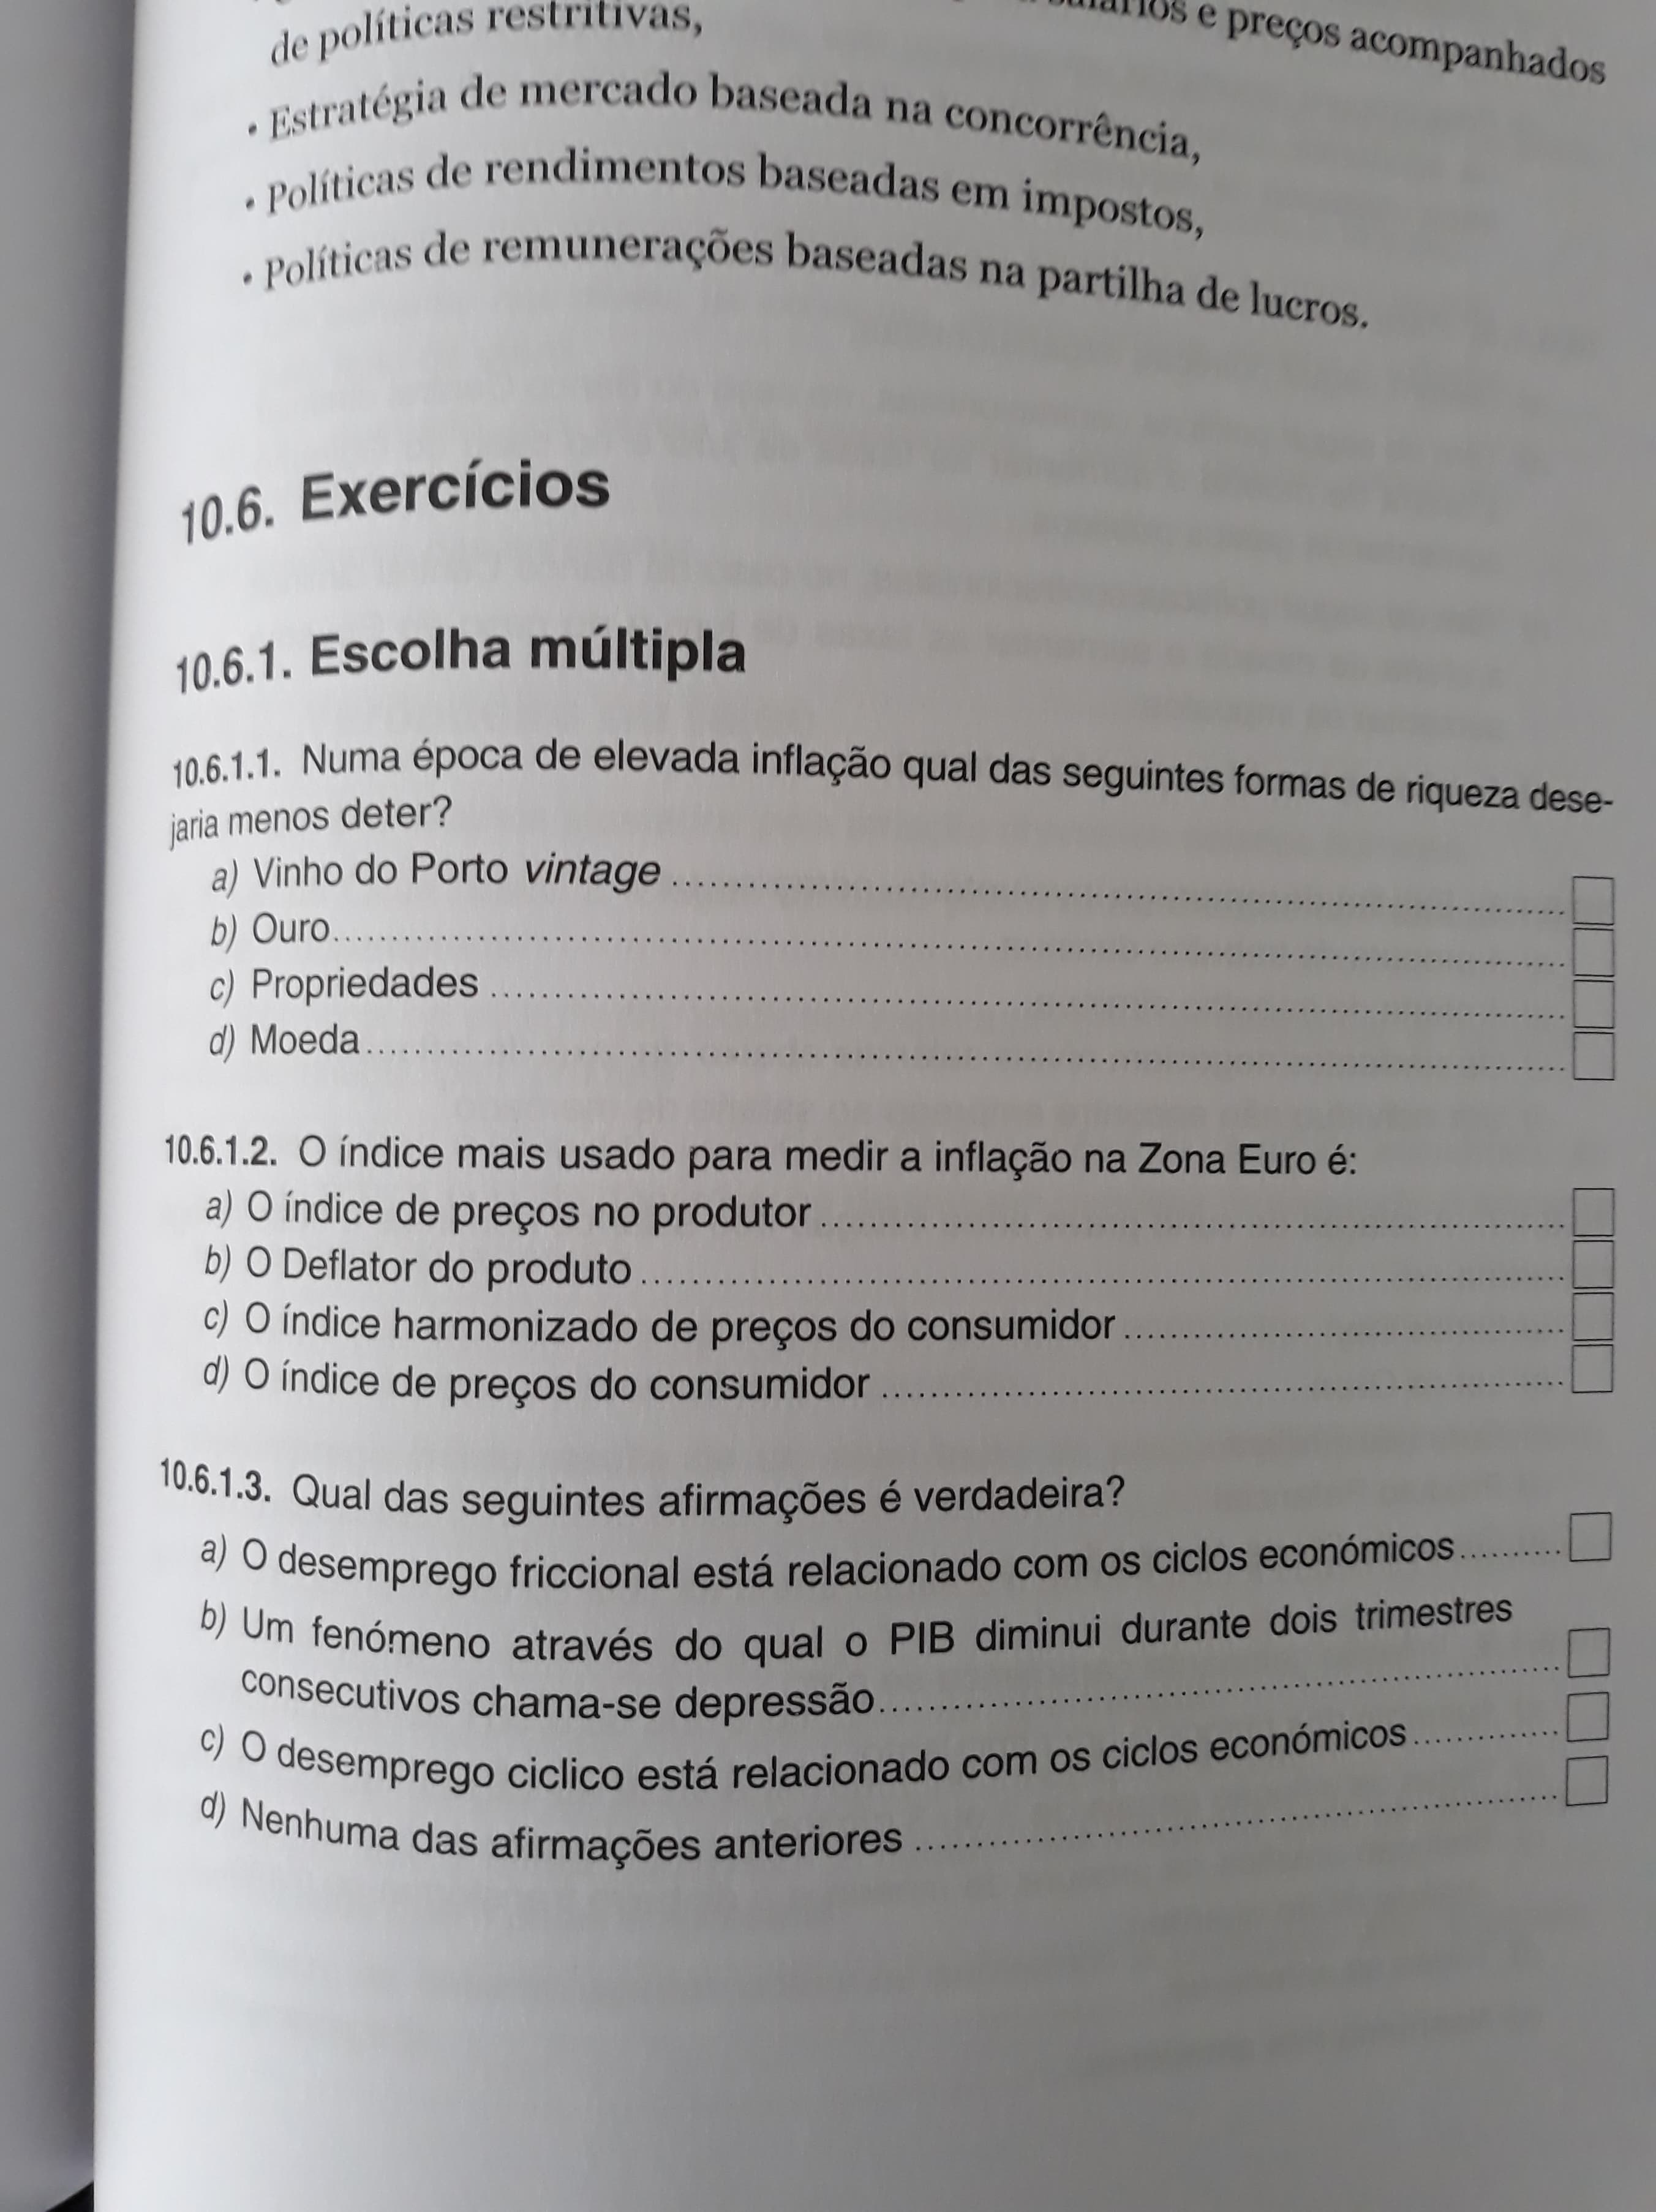 salários e preços acompanhados
de políticas restritivas,
• Estratégia de mercado baseada na concorrência,
• Políticas de rendimentos baseadas em impostos,
• Políticas de remunerações baseadas na partilha de lucros.
10.6. Exercícios
10.6.1. Escolha múltipla
10.6.1.1. Numa época de elevada inflação qual das seguintes formas de riqueza dese-
jaria menos deter?
a) Vinho do Porto vintage
b) Ouro
c) Propriedades
d) Moeda
10.6.1.2. O índice mais usado para medir a inflação na Zona Euro é:
a) O índice de preços no produtor
b) O Deflator do produto
c) O índice harmonizado de preços do consumidor
d) O índice de preços do consumidor
10.6.1.3. Qual das seguintes afirmações é verdadeira?
a) O desemprego friccional está relacionado com os ciclos económicos
b) Um fenómeno através do qual o PIB diminui durante dois trimestres
consecutivos chama-se depressão
c) O desemprego ciclico está relacionado com os ciclos económicos
d) Nenhuma das afirmações anteriores